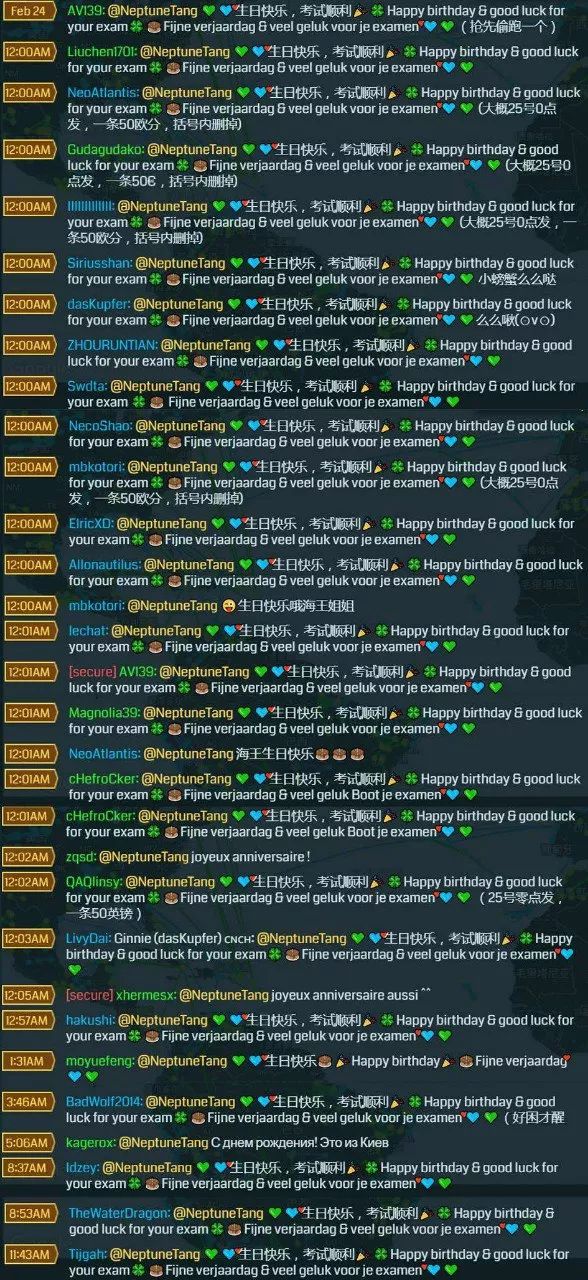 Feb 24 AV139: @NeptuneTang 💚 💙生日快乐，考试顺利🎉 🍀 Happy birthday & good luck for
your exam🍀 🎂 Fijne verjaardag & veel geluk voor je examen💙 💚 （抢先偷跑一个）
12:00AM Liuchen1701: @NeptuneTang 💚 💙生日快乐，考试顺利🎉 🍀 Happy birthday & good luck
for your exam🍀 🎂 Fijne verjaardag & veel geluk voor je examen💙 💚
12:00AM NeoAtlantis: @NeptuneTang 💚 💙生日快乐，考试顺利🎉 🍀 Happy birthday & good luck
for your exam🍀 🎂 Fijne verjaardag & veel geluk voor je examen💙 💚 (大概25号0点
发，一条50欧分，括号内删掉)
12:00AM Gudagudako: @NeptuneTang 💚 💙生日快乐，考试顺利🎉 🍀 Happy birthday & good
luck for your exam🍀 🎂 Fijne verjaardag & veel geluk voor je examen💙 💚 (大概25号0
点发，一条50€，括号内删掉)
12:00AM IIIIIIIIIIIIII: @NeptuneTang 💚 💙生日快乐，考试顺利🎉 🍀 Happy birthday & good luck for
your exam🍀 🎂 Fijne verjaardag & veel geluk voor je examen💙 💚 (大概25号0点发，一
条50欧分，括号内删掉)
12:00AM Siriusshan: @NeptuneTang 💚 💙生日快乐，考试顺利🎉 🍀 Happy birthday & good luck
for your exam🍀 🎂 Fijne verjaardag & veel geluk voor je examen💙 💚 小螃蟹么么哒
12:00AM dasKupfer: @NeptuneTang 💚 💙生日快乐，考试顺利🎉 🍀 Happy birthday & good luck
for your exam🍀 🎂 Fijne verjaardag & veel geluk voor je examen💙 💚 么么啾(⊙v⊙)
12:00AM ZHOURUNTIAN: @NeptuneTang 💚 💙生日快乐，考试顺利🎉 🍀 Happy birthday & good
luck for your exam🍀 🎂 Fijne verjaardag & veel geluk voor je examen💙 💚
12:00AM Swdta: @NeptuneTang 💚 💙生日快乐，考试顺利🎉 🍀 Happy birthday & good luck for
your exam🍀 🎂 Fijne verjaardag & veel geluk voor je examen💙 💚
12:00AM NecoShao: @NeptuneTang 💚 💙生日快乐，考试顺利🎉 🍀 Happy birthday & good luck
for your exam🍀 🎂 Fijne verjaardag & veel geluk voor je examen💙 💚
12:00AM mbkotori: @NeptuneTang 💚 💙生日快乐，考试顺利🎉 🍀 Happy birthday & good luck
for your exam🍀 🎂 Fijne verjaardag & veel geluk voor je examen💙 💚 (大概25号0点
发，一条50欧分，括号内删掉)
12:00AM ElricXD: @NeptuneTang 💚 💙生日快乐，考试顺利🎉 🍀 Happy birthday & good luck for
your exam🍀 🎂 Fijne verjaardag & veel geluk voor je examen💙 💚
12:00AM Allonautilus: @NeptuneTang 💚 💙生日快乐，考试顺利🎉 🍀 Happy birthday & good luck
for your exam🍀 🎂 Fijne verjaardag & veel geluk voor je examen💙 💚
12:00AM mbkotori: @NeptuneTang 😜 生日快乐哦海王姐姐
12:01AM lechat: @NeptuneTang 💚 💙生日快乐，考试顺利🎉 🍀 Happy birthday & good luck for
your exam🍀 🎂 Fijne verjaardag & veel geluk voor je examen💙 💚
12:01AM [secure] AV139: @NeptuneTang 💚 💙生日快乐，考试顺利🎉 🍀 Happy birthday & good
luck for your exam🍀 🎂 Fijne verjaardag & veel geluk voor je examen💙 💚
12:01AM Magnolia39: @NeptuneTang 💚 💙生日快乐，考试顺利🎉 🍀 Happy birthday & good luck
for your exam🍀 🎂 Fijne verjaardag & veel geluk voor je examen💙 💚
12:01AM NeoAtlantis: @NeptuneTang 海王生日快乐🎂 🎂 🎂
12:01AM cHefroCker: @NeptuneTang 💚 💙生日快乐，考试顺利🎉 🍀 Happy birthday & good luck
for your exam🍀 🎂 Fijne verjaardag & veel geluk Boot je examen💙 💚
12:01AM cHefroCker: @NeptuneTang 💚 💙生日快乐，考试顺利🎉 🍀 Happy birthday & good luck
for your exam🍀 🎂 Fijne verjaardag & veel geluk Boot je examen💙 💚
12:02AM zqsd: @NeptuneTang joyeux anniversaire !
12:02AM QAQlinsy: @NeptuneTang 💚 💙生日快乐，考试顺利🎉 🍀 Happy birthday & good luck
for your exam🍀 🎂 Fijne verjaardag & veel geluk voor je examen💙 💚 （25号零点发，
一条50英镑）
12:03AM LivyDai: Ginnie (dasKupfer) CNCH: @NeptuneTang 💚 💙生日快乐，考试顺利🎉 🍀 Happy
birthday & good luck for your exam🍀 🎂 Fijne verjaardag & veel geluk voor je examen💙
💚
12:05AM [secure] xhermesx: @NeptuneTang joyeux anniversaire aussi ^^
12:57AM hakushi: @NeptuneTang 💚 💙生日快乐，考试顺利🎉 🍀 Happy birthday & good luck for
your exam🍀 🎂 Fijne verjaardag & veel geluk voor je examen💙 💚
1:31AM moyuefeng: @NeptuneTang 💚 💙生日快乐🎂 🎉 Happy birthday🎉 🎂 Fijne verjaardag
💙 💚
3:46AM BadWolf2014: @NeptuneTang 💚 💙生日快乐，考试顺利🎉 🍀 Happy birthday & good
luck for your exam🍀 🎂 Fijne verjaardag & veel geluk voor je examen💙 💚 （好困才醒
5:06AM kagerox: @NeptuneTang С днем рождения! Это из Киев
8:37AM Idzey: @NeptuneTang 💚 💙生日快乐，考试顺利🎉 🍀 Happy birthday & good luck for
your exam🍀 🎂 Fijne verjaardag & veel geluk voor je examen💙 💚
8:53AM TheWaterDragon: @NeptuneTang 💚 💙生日快乐，考试顺利🎉 🍀 Happy birthday &
good luck for your exam🍀 🎂 Fijne verjaardag & veel geluk voor je examen💙 💚
11:43AM Tijgah: @NeptuneTang 💚 💙生日快乐，考试顺利🎉 🍀 Happy birthday & good luck
for your exam🍀 🎂 Fijne verjaardag & veel geluk voor je examen💙 💚